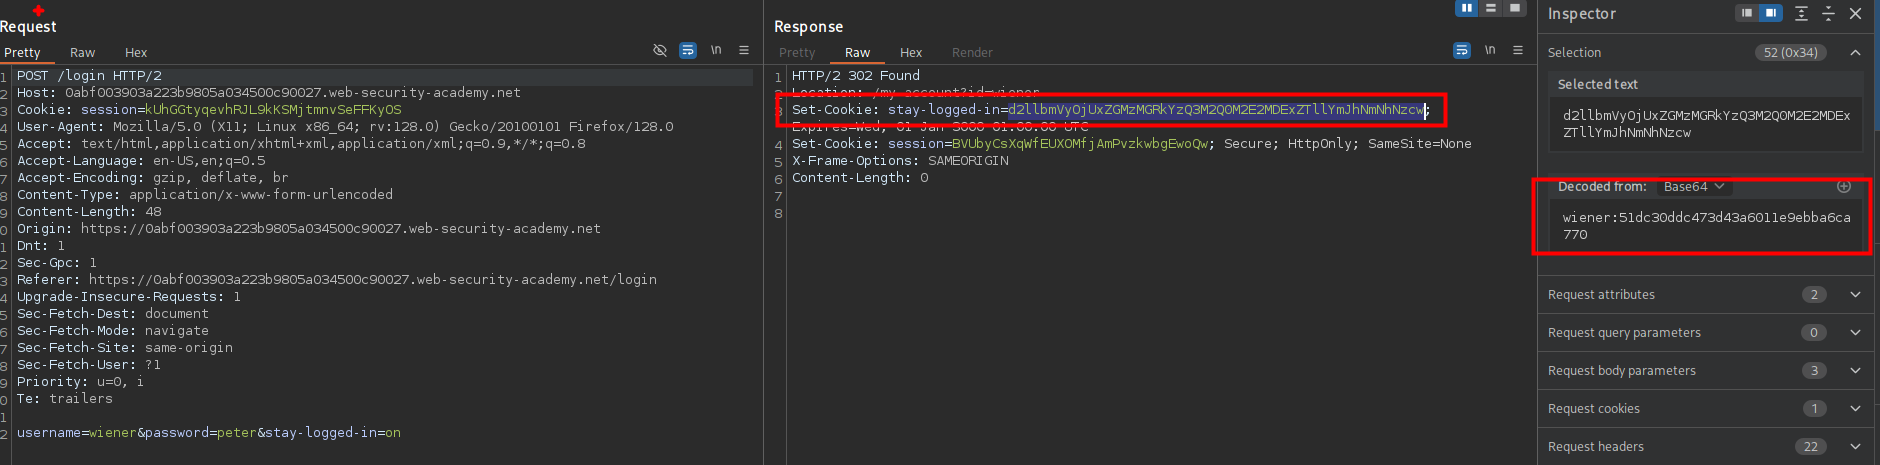 Request
Pretty Raw Hex \n
1 POST /login HTTP/2
2 Host: 0abf003903a223b9805a034500c90027.web-security-academy.net
3 Cookie: session=kUhGGtyqevhRJL9kKSMjtmnvSeFFKyOS
4 User-Agent: Mozilla/5.0 (X11; Linux x86_64; rv:128.0) Gecko/20100101 Firefox/128.0
5 Accept: text/html,application/xhtml+xml,application/xml;q=0.9,*/*;q=0.8
6 Accept-Language: en-US,en;q=0.5
7 Accept-Encoding: gzip, deflate, br
8 Content-Type: application/x-www-form-urlencoded
9 Content-Length: 48
0 Origin: https://0abf003903a223b9805a034500c90027.web-security-academy.net
1 Dnt: 1
2 Sec-Gpc: 1
3 Referer: https://0abf003903a223b9805a034500c90027.web-security-academy.net/login
4 Upgrade-Insecure-Requests: 1
5 Sec-Fetch-Dest: document
6 Sec-Fetch-Mode: navigate
7 Sec-Fetch-Site: same-origin
8 Sec-Fetch-User: ?1
9 Priority: u=0, i
0 Te: trailers
1
2 username=wiener&password=peter&stay-logged-in=on
Response
Pretty Raw Hex Render \n
1 HTTP/2 302 Found
2 Location: /my-account?id=wiener
3 Set-Cookie: stay-logged-in=d2llbmVyOjUxZGMzMGRkYzQ3M2Q0M2E2MDExZTllYmJhNmNhNzcw;
Expires=Wed, 01 Jan 3000 01:00:00 UTC
4 Set-Cookie: session=BVUbyCsXqWfEUXOMfjAmPvzkwbgEwoQw; Secure; HttpOnly; SameSite=None
5 X-Frame-Options: SAMEORIGIN
6 Content-Length: 0
7
8
Inspector
Selection 52 (0x34)
Selected text
d2llbmVyOjUxZGMzMGRkYzQ3M2Q0M2E2MDEx
ZTllYmJhNmNhNzcw
Decoded from: Base64
wiener:51dc30ddc473d43a6011e9ebba6ca
770
Request attributes 2
Request query parameters 0
Request body parameters 3
Request cookies 1
Request headers 22